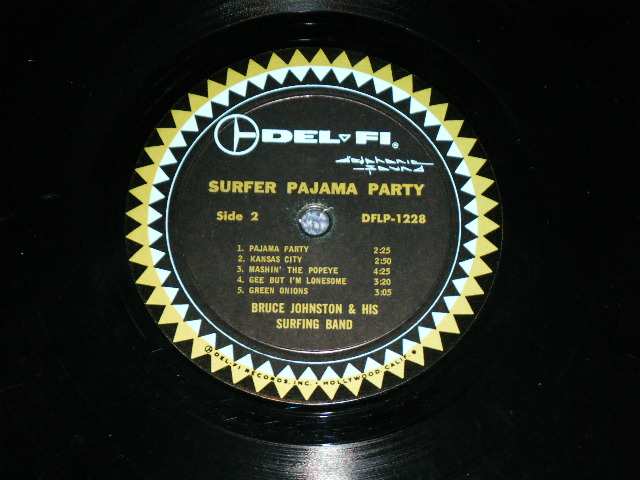 DEL-FI.®
SURFER PAJAMA PARTY
Side 2 DFLP-1228
1. PAJAMA PARTY 2:25
2. KANSAS CITY 2:50
3. MASHIN' THE POPEYE 4:25
4. GEE BUT I'M LONESOME 3:20
5. GREEN ONIONS 3:05
BRUCE JOHNSTON & HIS
SURFING BAND
DEL-FI RECORDS, INC. • HOLLYWOOD, CALIF.